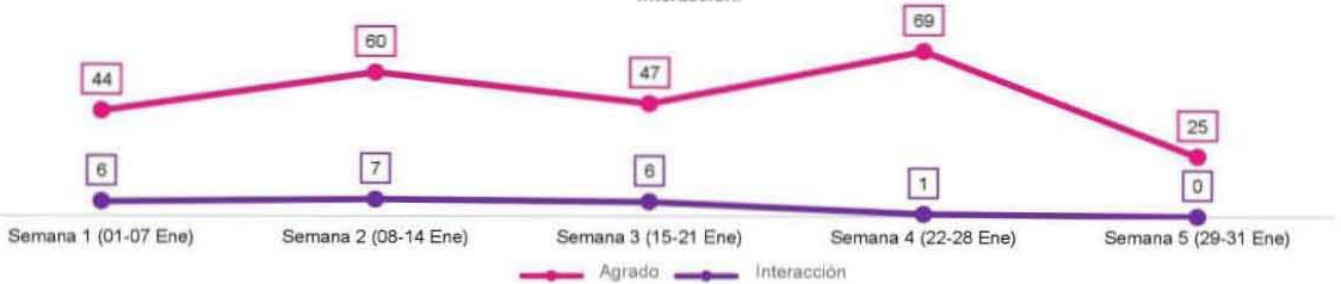 interacción.
69
60
47
44
25
6
7
6
1
0
Semana 1 (01-07 Ene)
Semana 2 (08-14 Ene)
Semana 3 (15-21 Ene)
Semana 4 (22-28 Ene)
Semana 5 (29-31 Ene)
Agrado
Interacción